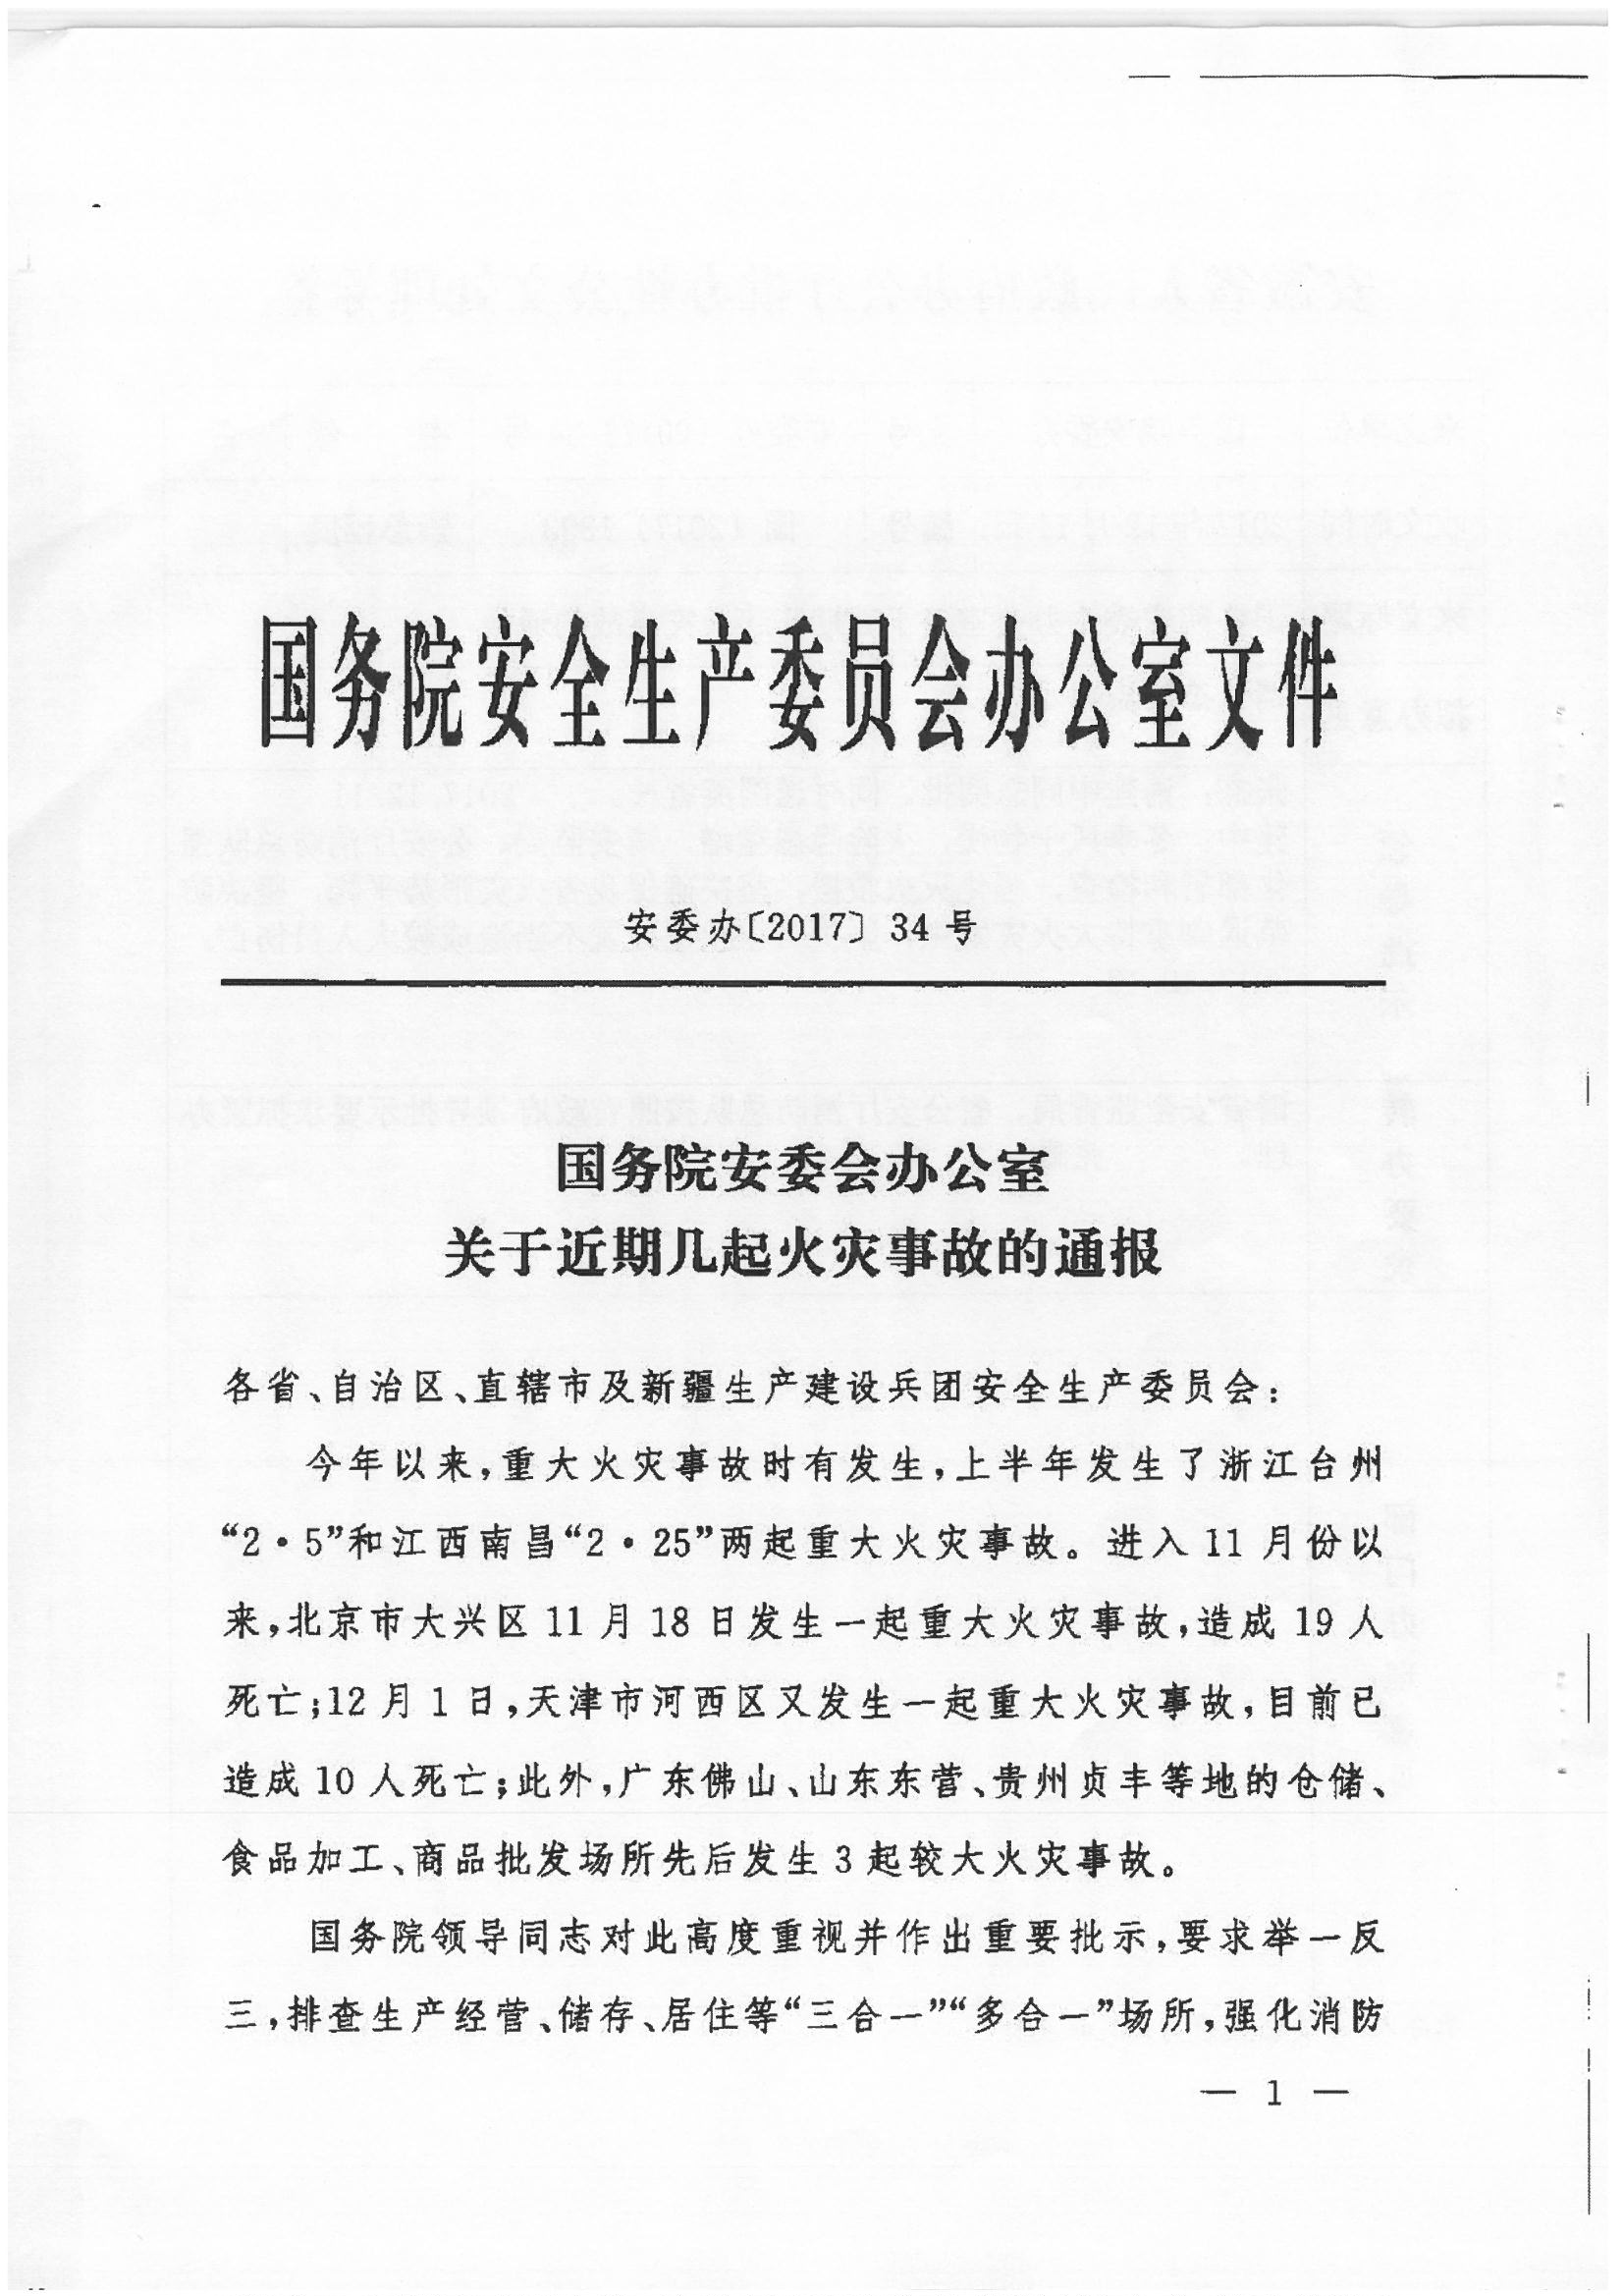 国务院安全生产委员会办公室文件
安委办〔2017〕34号
国务院安委会办公室
关于近期几起火灾事故的通报
各省、自治区、直辖市及新疆生产建设兵团安全生产委员会：
今年以来，重大火灾事故时有发生，上半年发生了浙江台州
“2·5”和江西南昌“2·25”两起重大火灾事故。进入11月份以
来，北京市大兴区11月18日发生一起重大火灾事故，造成19人
死亡；12月1日，天津市河西区又发生一起重大火灾事故，目前已
造成10人死亡；此外，广东佛山、山东东营、贵州贞丰等地的仓储、
食品加工、商品批发场所先后发生3起较大火灾事故。
国务院领导同志对此高度重视并作出重要批示，要求举一反
三，排查生产经营、储存、居住等“三合一”“多合一”场所，强化消防
— 1 —